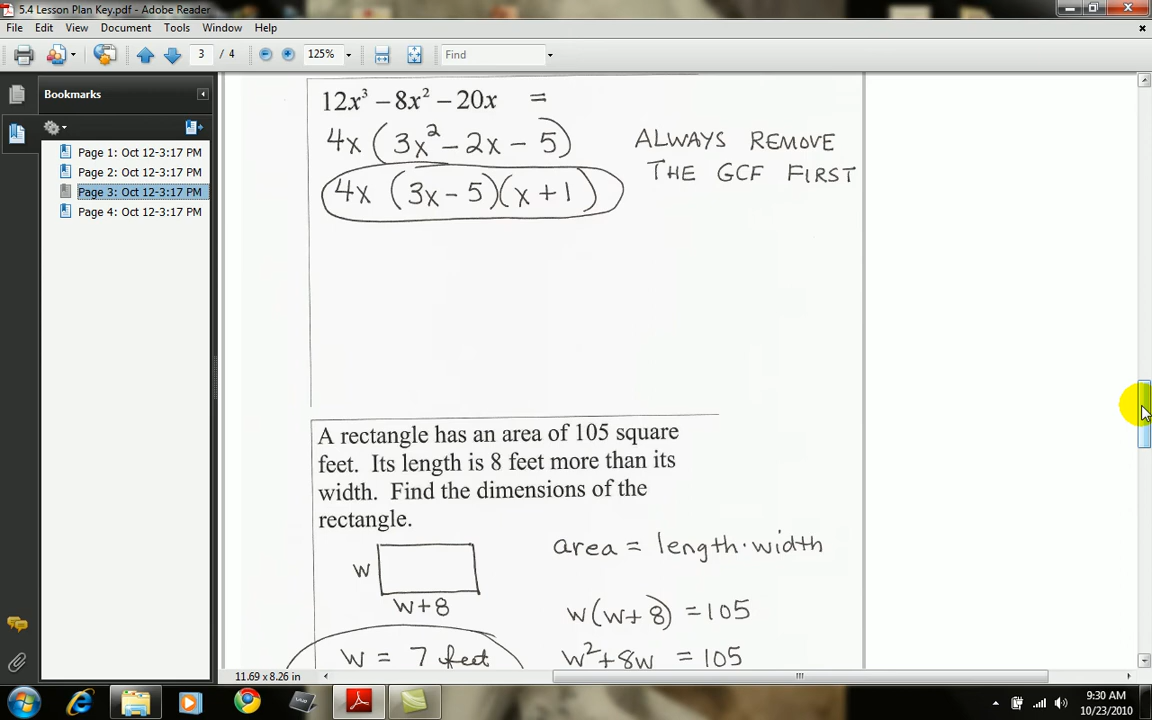 5.4 Lesson Plan Key.pdf - Adobe Reader
File Edit View Document Tools Window Help
3 / 4 125% Find
Bookmarks
Page 1: Oct 12-3:17 PM
Page 2: Oct 12-3:17 PM
Page 3: Oct 12-3:17 PM
Page 4: Oct 12-3:17 PM
12x³ – 8x² – 20x =
4x (3x² – 2x – 5)
4x (3x – 5)(x + 1)
ALWAYS REMOVE
THE GCF FIRST
A rectangle has an area of 105 square
feet. Its length is 8 feet more than its
width. Find the dimensions of the
rectangle.
w
w+8
w = 7 feet
area = length · width
w(w+8) = 105
w²+8w = 105
11.69 x 8.26 in
9:30 AM
10/23/2010